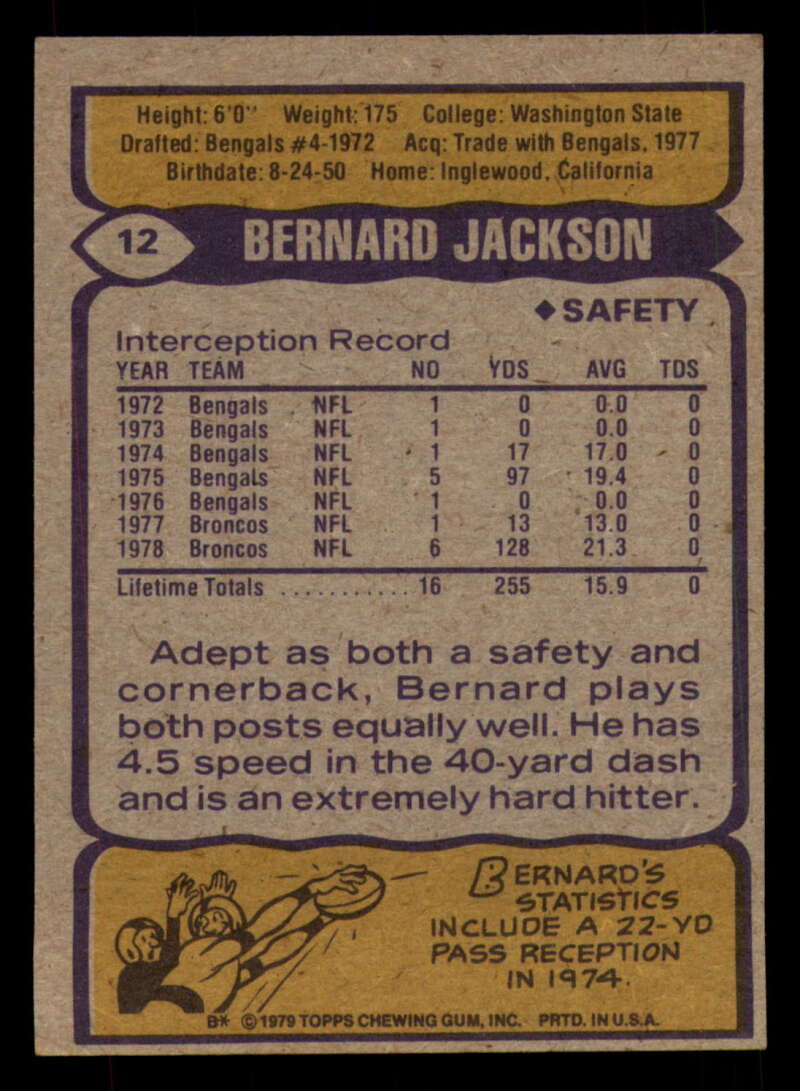 Height: 6'0" Weight: 175 College: Washington State
Drafted: Bengals #4-1972 Acq: Trade with Bengals, 1977
Birthdate: 8-24-50 Home: Inglewood, California
12 BERNARD JACKSON
◆SAFETY
Interception Record
YEAR TEAM NO YDS AVG TDS
1972 Bengals NFL 1 0 0.0 0
1973 Bengals NFL 1 0 0.0 0
1974 Bengals NFL 1 17 17.0 0
1975 Bengals NFL 5 97 19.4 0
1976 Bengals NFL 1 0 0.0 0
1977 Broncos NFL 1 13 13.0 0
1978 Broncos NFL 6 128 21.3 0
Lifetime Totals ........... 16 255 15.9 0
Adept as both a safety and
cornerback, Bernard plays
both posts equally well. He has
4.5 speed in the 40-yard dash
and is an extremely hard hitter.
BERNARD'S
STATISTICS
INCLUDE A 22-YD
PASS RECEPTION
IN 1974.
B* © 1979 TOPPS CHEWING GUM, INC. PRTD. IN U.S.A.